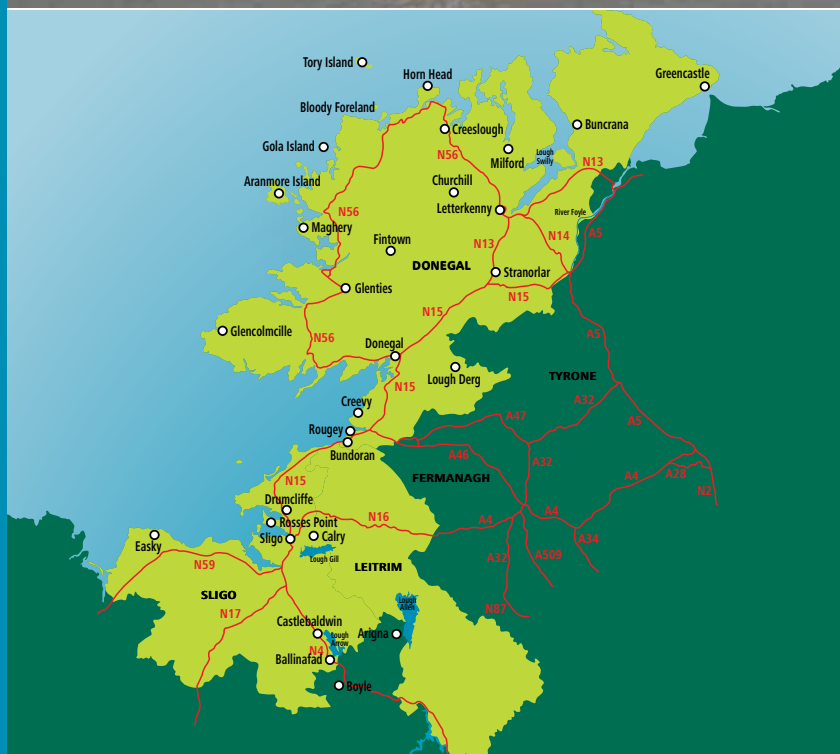 Tory Island
Horn Head
Greencastle
Bloody Foreland
Creeslough
Buncrana
Gola Island
N56
Milford
Lough
Swilly
N13
Aranmore Island
Churchill
Letterkenny
N56
River Foyle
Maghery
Fintown
N13
N14
A5
DONEGAL
Stranorlar
Glenties
N15
N15
Glencolmcille
N56
Donegal
A5
Lough Derg
TYRONE
N15
A32
Creevy
A47
A5
Rougey
Bundoran
A46
A32
FERMANAGH
A4
A28
N15
N2
Drumcliffe
Rosses Point
N16
A4
A4
Easky
Sligo
Calry
A34
Lough Gill
A32
A509
N59
LEITRIM
SLIGO
Lough
Allen
N87
N17
Castlebaldwin
Lough
Arrow
Arigna
N4
Ballinafad
Boyle